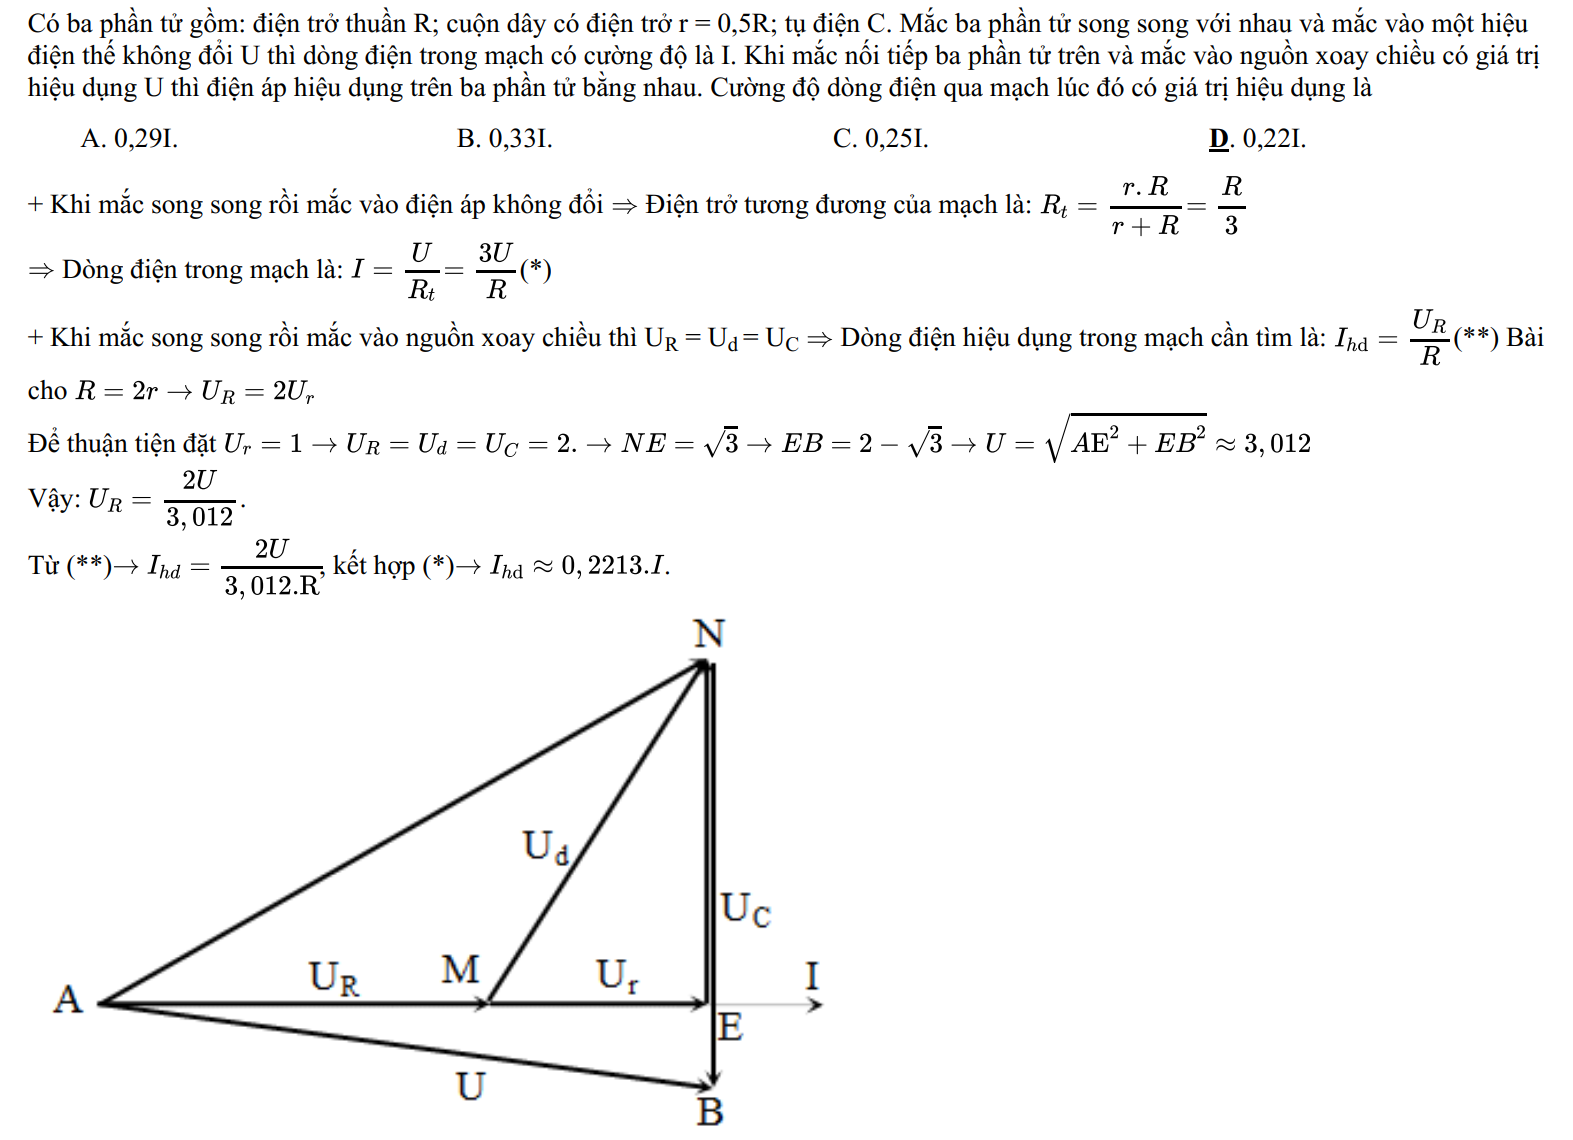 Có ba phần tử gồm: điện trở thuần R; cuộn dây có điện trở r = 0,5R; tụ điện C. Mắc ba phần tử song song với nhau và mắc vào một hiệu
điện thế không đổi U thì dòng điện trong mạch có cường độ là I. Khi mắc nối tiếp ba phần tử trên và mắc vào nguồn xoay chiều có giá trị
hiệu dụng U thì điện áp hiệu dụng trên ba phần tử bằng nhau. Cường độ dòng điện qua mạch lúc đó có giá trị hiệu dụng là
A. 0,29I. B. 0,33I. C. 0,25I. D. 0,22I.
+ Khi mắc song song rồi mắc vào điện áp không đổi ⇒ Điện trở tương đương của mạch là: $R_t = \frac{r.R}{r+R} = \frac{R}{3}$
⇒ Dòng điện trong mạch là: $I = \frac{U}{R_t} = \frac{3U}{R}$(*)
+ Khi mắc song song rồi mắc vào nguồn xoay chiều thì U_R = U_d = U_C ⇒ Dòng điện hiệu dụng trong mạch cần tìm là: $I_{hd} = \frac{U_R}{R}$(**) Bài
cho $R = 2r → U_R = 2U_r$
Để thuận tiện đặt $U_r = 1 → U_R = U_d = U_C = 2. → NE = \sqrt{3} → EB = 2 − \sqrt{3} → U = \sqrt{AE^2 + EB^2} ≈ 3,012$
Vậy: $U_R = \frac{2U}{3,012}$.
Từ (**)→ $I_{hd} = \frac{2U}{3,012.R}$, kết hợp (*)→ $I_{hd} ≈ 0,2213.I$.
N
U_d
U_C
U_R
M
U_r
I
A
E
U
B